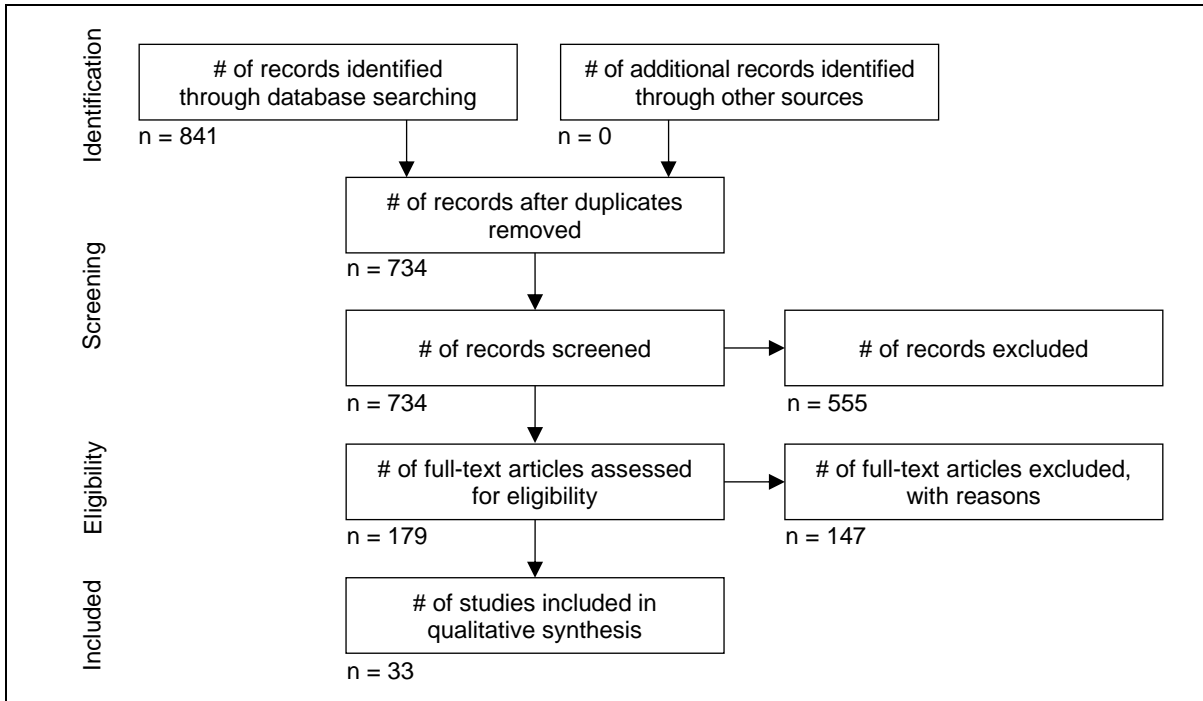 Identification
# of records identified
through database searching
n = 841
# of additional records identified
through other sources
n = 0
# of records after duplicates
removed
n = 734
Screening
# of records screened
n = 734
# of records excluded
n = 555
Eligibility
# of full-text articles assessed
for eligibility
n = 179
# of full-text articles excluded,
with reasons
n = 147
Included
# of studies included in
qualitative synthesis
n = 33